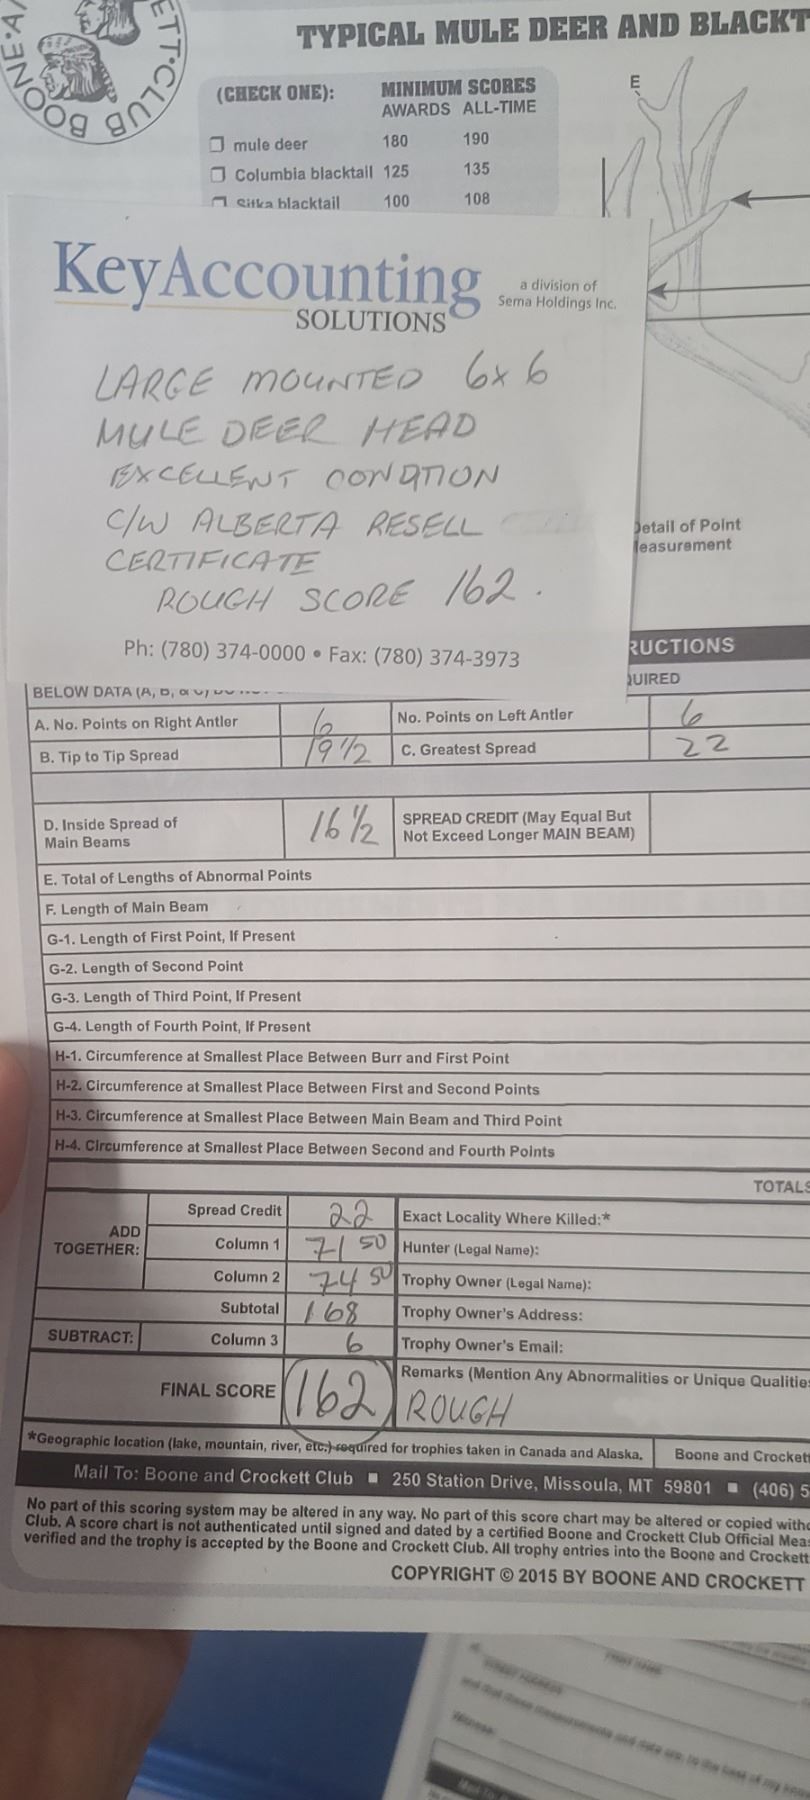 BOONE
ETT·CLUB
TYPICAL MULE DEER AND BLACKT
(CHECK ONE):
MINIMUM SCORES
AWARDS ALL-TIME
mule deer 180 190
Columbia blacktail 125 135
Sitka blacktail 100 108
E
KeyAccounting
SOLUTIONS
a division of
Sema Holdings Inc.
LARGE MOUNTED 6x6
MULE DEER HEAD
EXCELLENT CONDTION
C/W ALBERTA RESELL
CERTIFICATE
ROUGH SCORE 162.
Ph: (780) 374-0000 • Fax: (780) 374-3973
Detail of Point
Measurement
RUCTIONS
UIRED
BELOW DATA (A, B, or C)
A. No. Points on Right Antler 6 No. Points on Left Antler 6
B. Tip to Tip Spread 19 1/2 C. Greatest Spread 22
D. Inside Spread of
Main Beams
16 1/2
SPREAD CREDIT (May Equal But
Not Exceed Longer MAIN BEAM)
E. Total of Lengths of Abnormal Points
F. Length of Main Beam
G-1. Length of First Point, If Present
G-2. Length of Second Point
G-3. Length of Third Point, If Present
G-4. Length of Fourth Point, If Present
H-1. Circumference at Smallest Place Between Burr and First Point
H-2. Circumference at Smallest Place Between First and Second Points
H-3. Circumference at Smallest Place Between Main Beam and Third Point
H-4. Circumference at Smallest Place Between Second and Fourth Points
TOTALS
ADD
TOGETHER:
Spread Credit 22 Exact Locality Where Killed:*
Column 1 71 50 Hunter (Legal Name):
Column 2 74 50 Trophy Owner (Legal Name):
Subtotal 168 Trophy Owner's Address:
SUBTRACT: Column 3 6 Trophy Owner's Email:
FINAL SCORE 162
Remarks (Mention Any Abnormalities or Unique Qualities
ROUGH
*Geographic location (lake, mountain, river, etc.) required for trophies taken in Canada and Alaska. Boone and Crockett
Mail To: Boone and Crockett Club ■ 250 Station Drive, Missoula, MT 59801 ■ (406) 5
No part of this scoring system may be altered in any way. No part of this score chart may be altered or copied witho
Club. A score chart is not authenticated until signed and dated by a certified Boone and Crockett Club Official Mea
verified and the trophy is accepted by the Boone and Crockett Club. All trophy entries into the Boone and Crockett
COPYRIGHT © 2015 BY BOONE AND CROCKETT